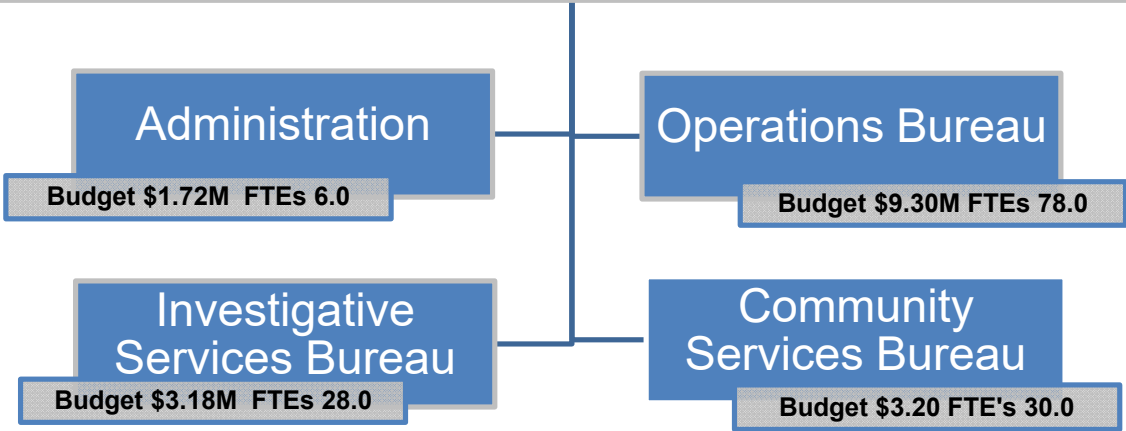 Administration
Budget $1.72M FTEs 6.0
Operations Bureau
Budget $9.30M FTEs 78.0
Investigative
Services Bureau
Budget $3.18M FTEs 28.0
Community
Services Bureau
Budget $3.20 FTE's 30.0